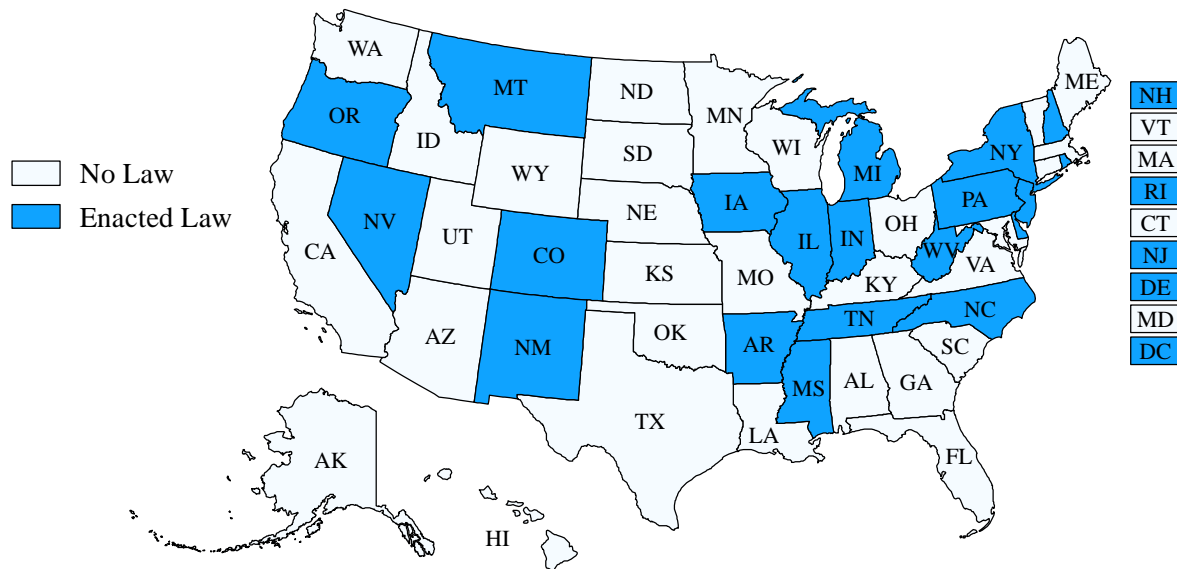 WA
ME
MT
ND
MN
NH
OR
VT
ID
SD
WI
NY
MA
No Law
WY
MI
RI
Enacted Law
NV
NE
IA
PA
CT
UT
IL
IN
OH
NJ
CA
CO
WV
VA
KS
MO
KY
DE
TN
NC
MD
AZ
NM
OK
AR
SC
DC
MS
AL
GA
TX
LA
FL
AK
HI